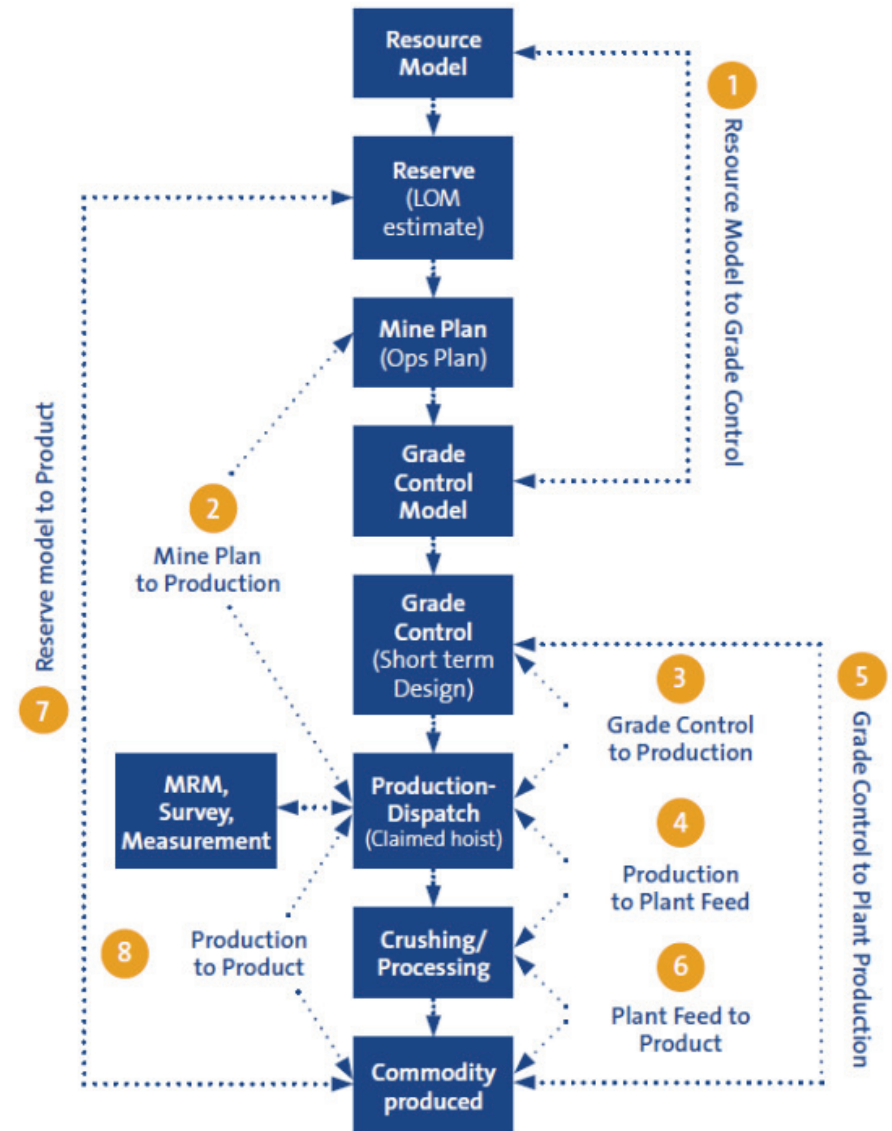 Resource
Model
1
Resource Model to Grade Control
Reserve
(LOM
estimate)
Mine Plan
(Ops Plan)
Grade
Control
Model
2
Mine Plan
to Production
Reserve model to Product
7
Grade
Control
(Short term
Design)
3
Grade Control
to Production
5
Grade Control to Plant Production
MRM,
Survey,
Measurement
Production-
Dispatch
(Claimed hoist)
4
Production
to Plant Feed
8
Production
to Product
Crushing/
Processing
6
Plant Feed to
Product
Commodity
produced